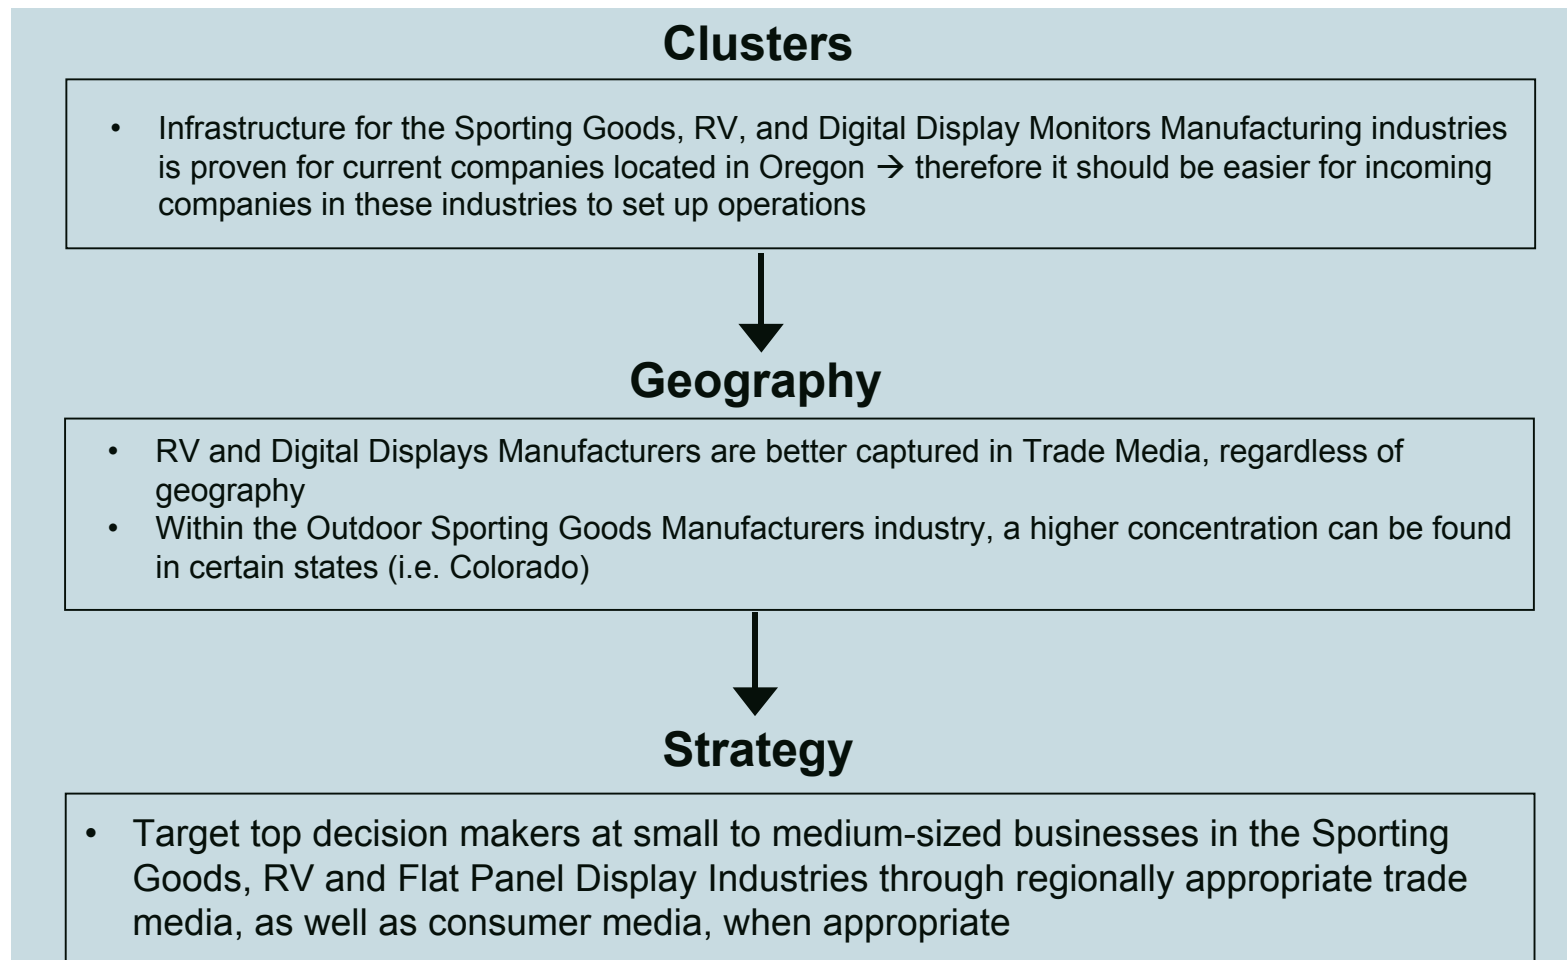 Clusters
• Infrastructure for the Sporting Goods, RV, and Digital Display Monitors Manufacturing industries
is proven for current companies located in Oregon → therefore it should be easier for incoming
companies in these industries to set up operations
Geography
• RV and Digital Displays Manufacturers are better captured in Trade Media, regardless of
geography
• Within the Outdoor Sporting Goods Manufacturers industry, a higher concentration can be found
in certain states (i.e. Colorado)
Strategy
• Target top decision makers at small to medium-sized businesses in the Sporting
Goods, RV and Flat Panel Display Industries through regionally appropriate trade
media, as well as consumer media, when appropriate